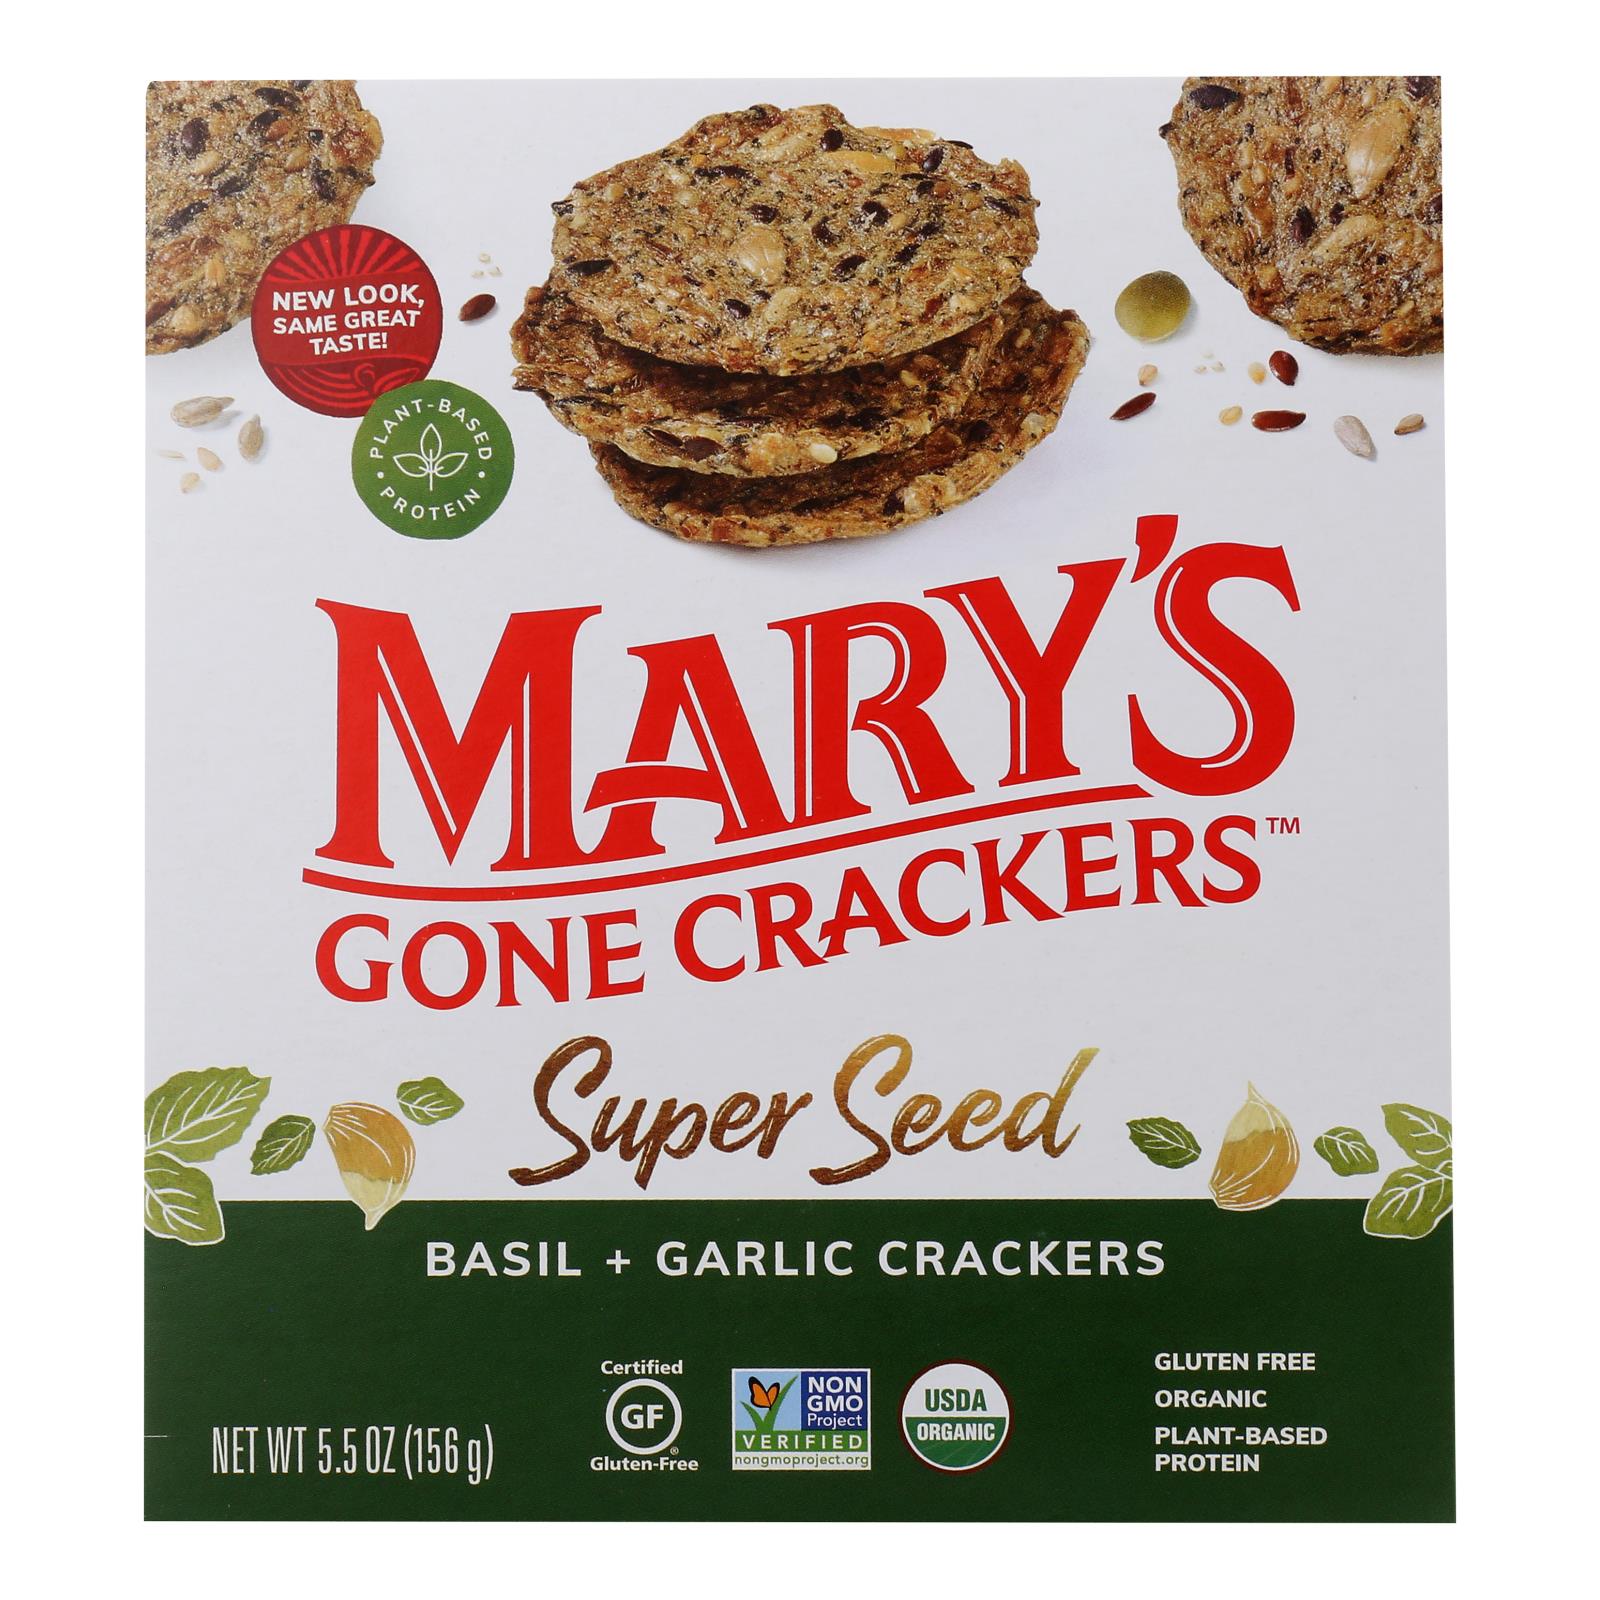 NEW LOOK,
SAME GREAT
TASTE!
PLANT-BASED
• PROTEIN •
MARY'S
GONE CRACKERS™
Super Seed
BASIL + GARLIC CRACKERS
NET WT 5.5 OZ (156 g)
Certified
GF
®
Gluten-Free
NON
GMO
Project
VERIFIED
nongmoproject.org
USDA
ORGANIC
GLUTEN FREE
ORGANIC
PLANT-BASED
PROTEIN